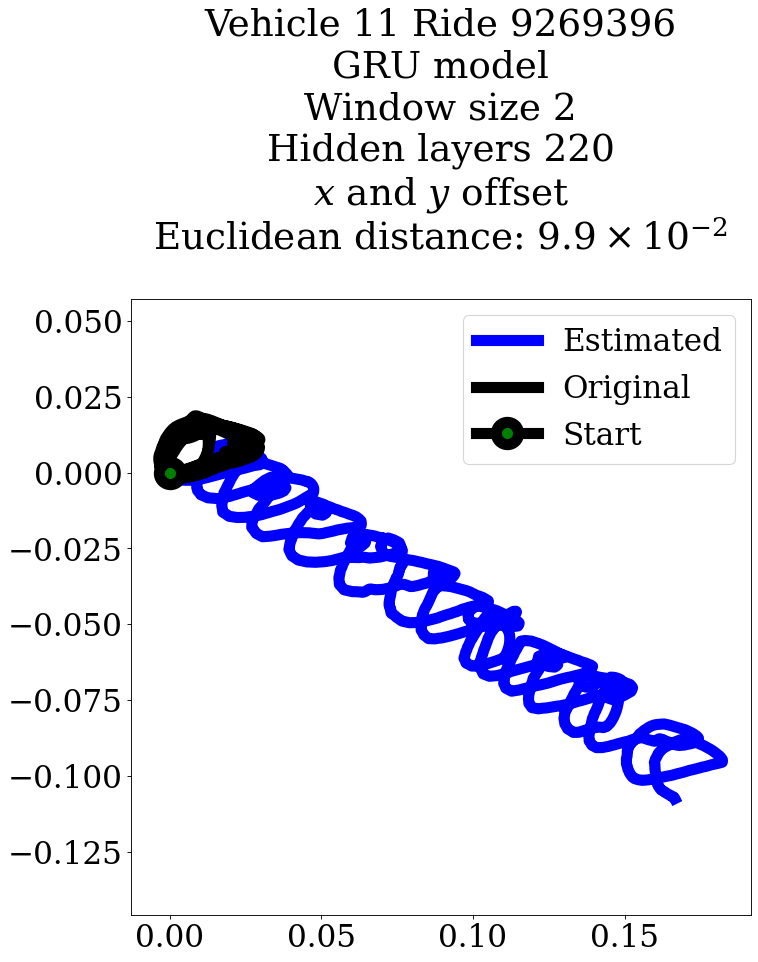 Vehicle 11 Ride 9269396
GRU model
Window size 2
Hidden layers 220
x and y offset
Euclidean distance: 9.9 × 10⁻²
Estimated
Original
Start
0.050
0.025
0.000
−0.025
−0.050
−0.075
−0.100
−0.125
0.00 0.05 0.10 0.15